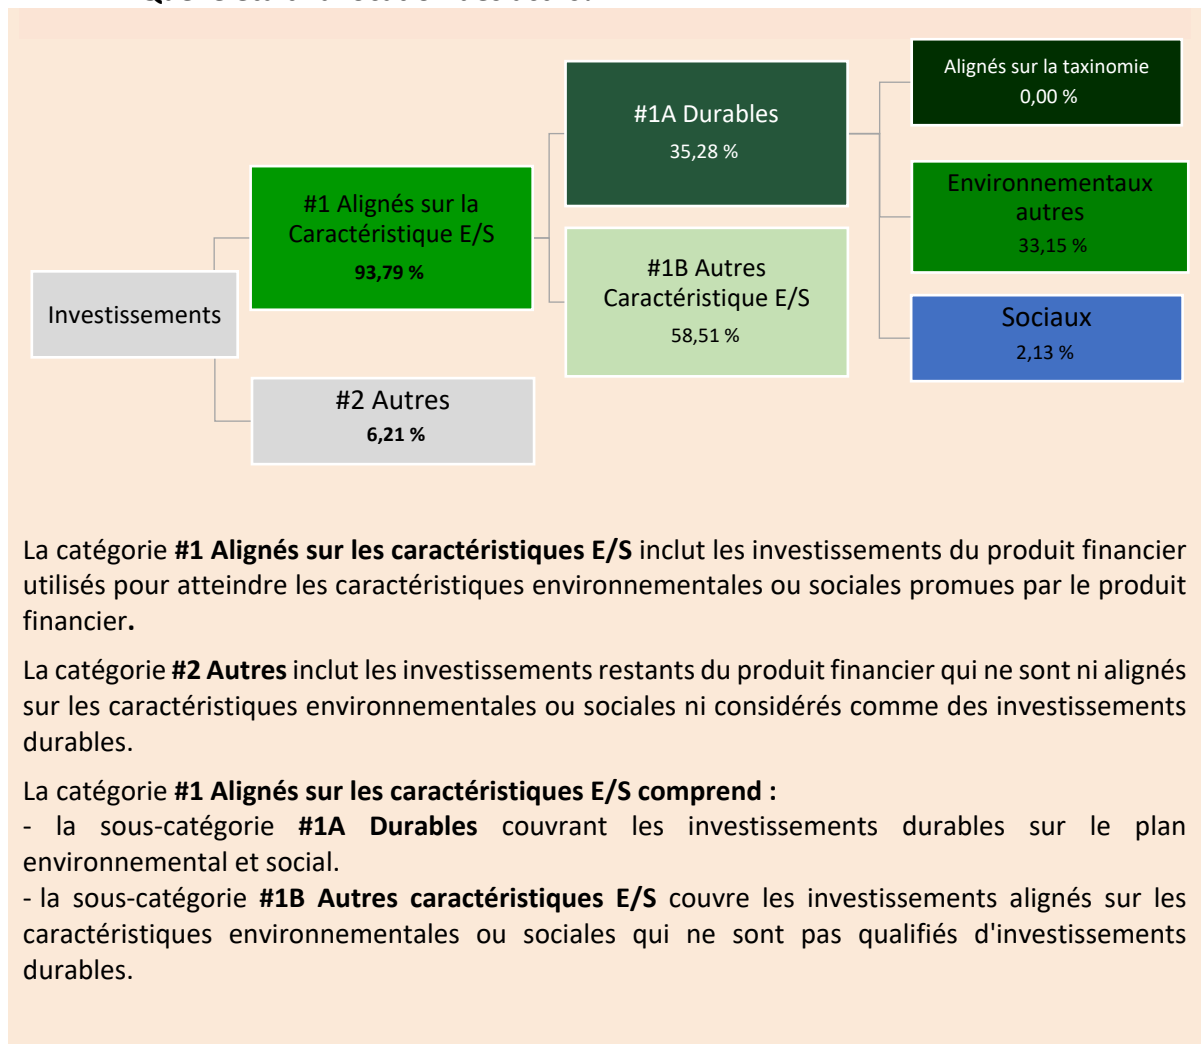 Investissements
#1 Alignés sur la
Caractéristique E/S
93,79 %
#2 Autres
6,21 %
#1A Durables
35,28 %
#1B Autres
Caractéristique E/S
58,51 %
Alignés sur la taxinomie
0,00 %
Environnementaux
autres
33,15 %
Sociaux
2,13 %
La catégorie #1 Alignés sur les caractéristiques E/S inclut les investissements du produit financier
utilisés pour atteindre les caractéristiques environnementales ou sociales promues par le produit
financier.
La catégorie #2 Autres inclut les investissements restants du produit financier qui ne sont ni alignés
sur les caractéristiques environnementales ou sociales ni considérés comme des investissements
durables.
La catégorie #1 Alignés sur les caractéristiques E/S comprend :
- la sous-catégorie #1A Durables couvrant les investissements durables sur le plan
environnemental et social.
- la sous-catégorie #1B Autres caractéristiques E/S couvre les investissements alignés sur les
caractéristiques environnementales ou sociales qui ne sont pas qualifiés d'investissements
durables.